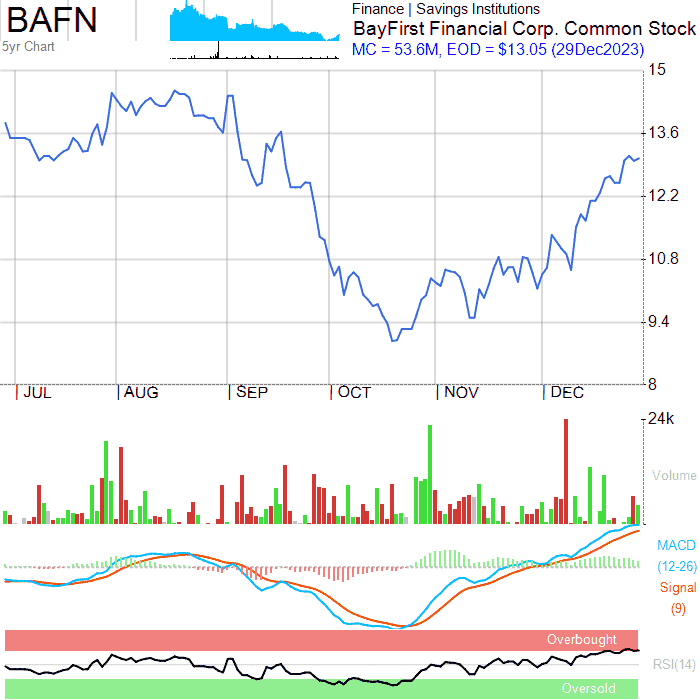 BAFN
5yr Chart
Finance | Savings Institutions
BayFirst Financial Corp. Common Stock
MC = 53.6M, EOD = $13.05 (29Dec2023)
15
13.6
12.2
10.8
9.4
8
JUL AUG SEP OCT NOV DEC
24k
Volume
MACD
(12-26)
Signal
(9)
Overbought
RSI(14)
Oversold